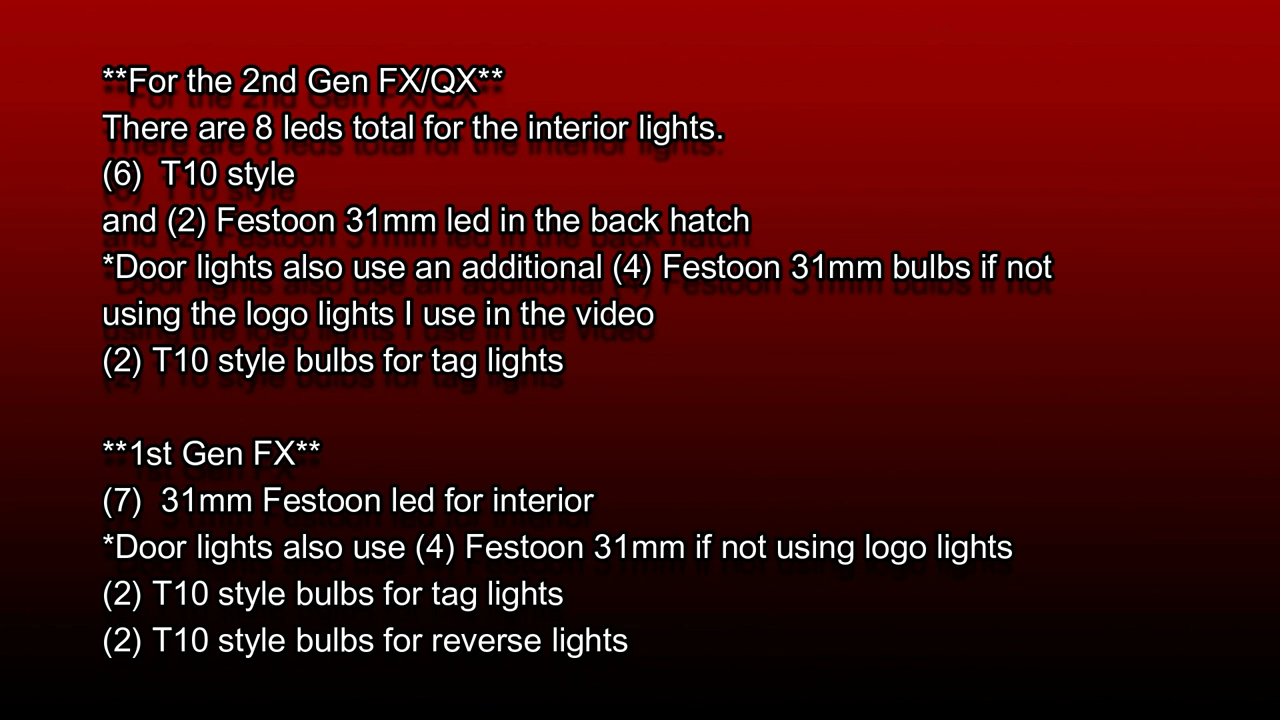 **For the 2nd Gen FX/QX**
There are 8 leds total for the interior lights.
(6)  T10 style
and (2) Festoon 31mm led in the back hatch
*Door lights also use an additional (4) Festoon 31mm bulbs if not
using the logo lights I use in the video
(2) T10 style bulbs for tag lights

**1st Gen FX**
(7)  31mm Festoon led for interior
*Door lights also use (4) Festoon 31mm if not using logo lights
(2) T10 style bulbs for tag lights
(2) T10 style bulbs for reverse lights